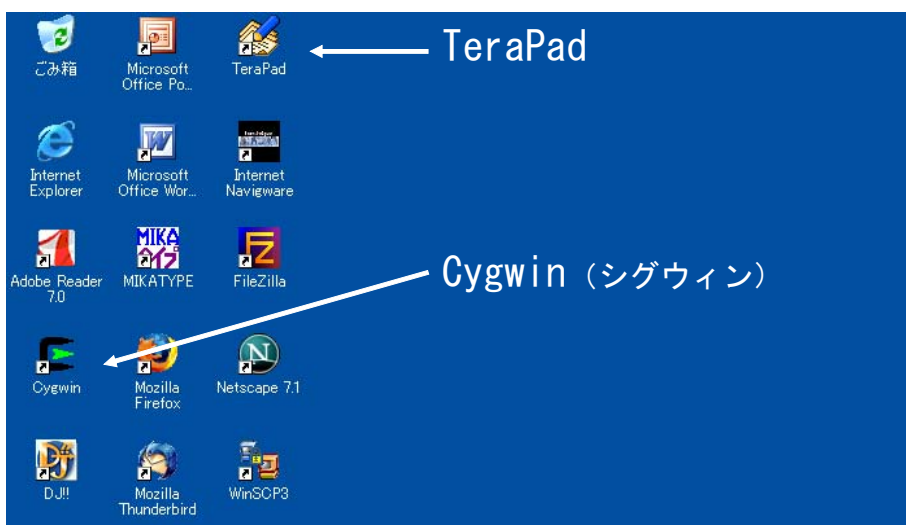 ごみ箱
Microsoft
Office Po...
TeraPad
TeraPad
Internet
Explorer
Microsoft
Office Wor...
Internet
Navigware
Adobe Reader
7.0
MIKA
タイプ
MIKATYPE
FileZilla
Cygwin (シグウィン)
Cygwin
Mozilla
Firefox
Netscape 7.1
DJ!!
Mozilla
Thunderbird
WinSCP3